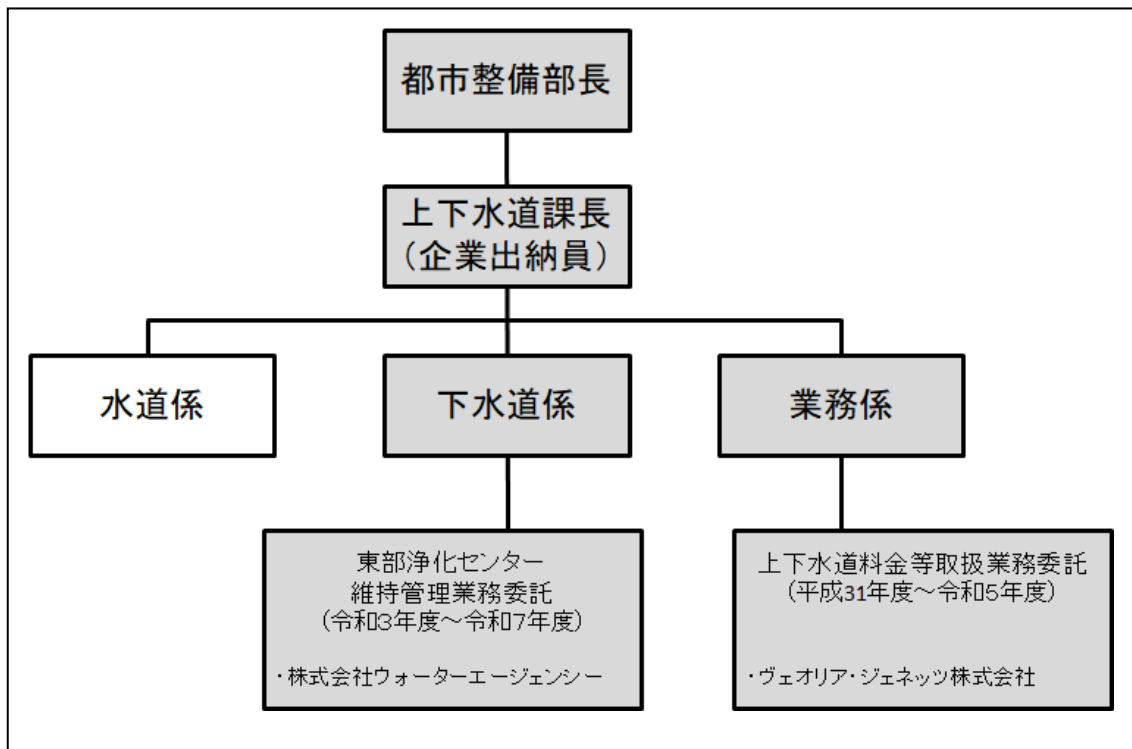 都市整備部長
上下水道課長
（企業出納員）
水道係
下水道係
業務係
東部浄化センター
維持管理業務委託
（令和3年度～令和7年度）
・株式会社ウォーターエージェンシー
上下水道料金等取扱業務委託
（平成31年度～令和5年度）
・ヴェオリア・ジェネッツ株式会社